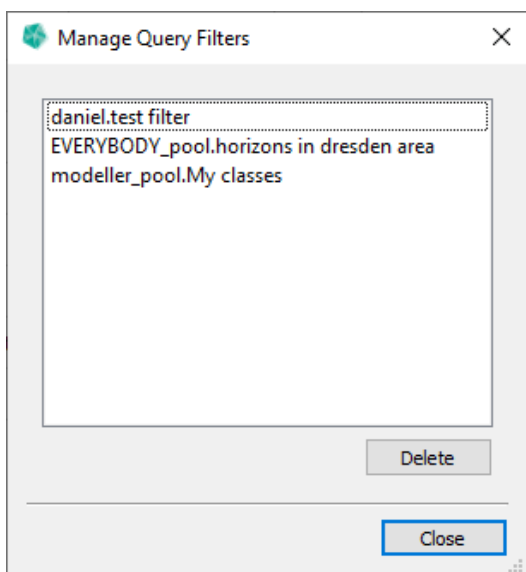 Manage Query Filters
daniel.test filter
EVERYBODY_pool.horizons in dresden area
modeller_pool.My classes
Delete
Close